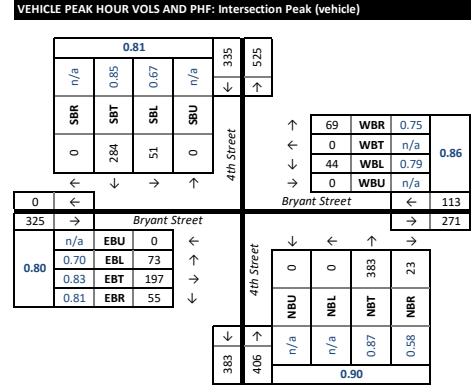 VEHICLE PEAK HOUR VOLS AND PHF: Intersection Peak (vehicle)
0.81
335 525
n/a 0.85 0.67 n/a
↓ ↑
SBR SBT SBL SBU
0 284 51 0
4th Street
← ↓ → ↑
↑ 69 WBR 0.75
← 0 WBT n/a
↓ 44 WBL 0.79
→ 0 WBU n/a
0.86
0 ←
Bryant Street
← 113
325 →
Bryant Street
→ 271
0.80
n/a EBU 0 ←
0.70 EBL 73 ↑
0.83 EBT 197 →
0.81 EBR 55 ↓
4th Street
↓ ← ↑ →
0 0 383 23
NBU NBL NBT NBR
n/a n/a 0.87 0.58
↓ ↑
383 406
0.90